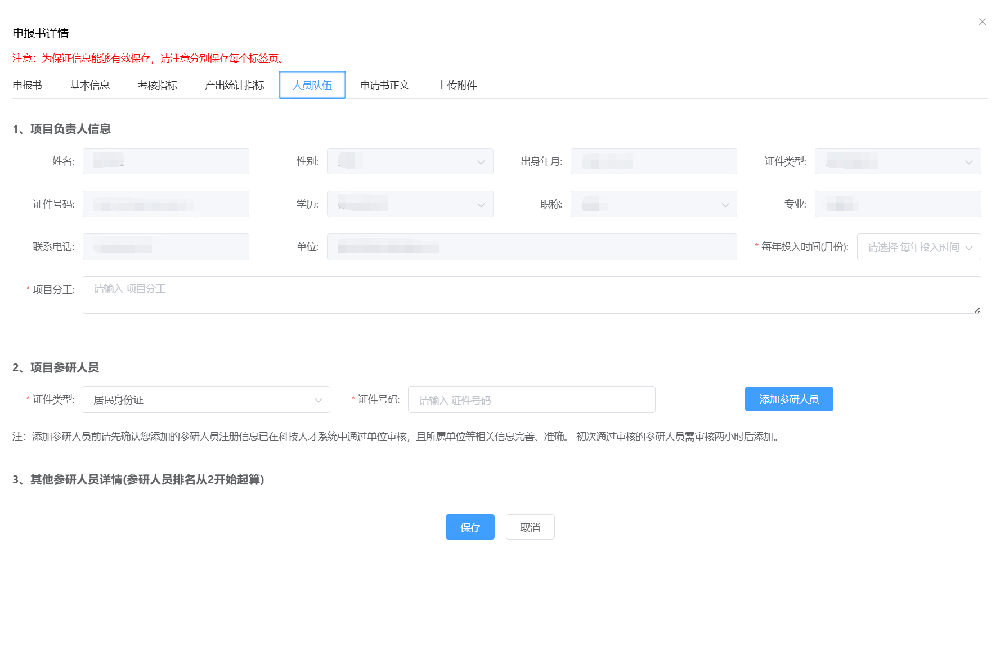 申报书详情
注意：为保证信息能够有效保存，请注意分别保存每个标签页。
申报书 基本信息 考核指标 产出统计指标 人员队伍 申请书正文 上传附件
1、项目负责人信息
姓名: 性别: 出身年月: 证件类型:
证件号码: 学历: 职称: 专业:
联系电话: 单位: * 每年投入时间(月份): 请选择 每年投入时间
* 项目分工: 请输入 项目分工
2、项目参研人员
* 证件类型: 居民身份证 * 证件号码: 请输入 证件号码 添加参研人员
注：添加参研人员前请先确认您添加的参研人员注册信息已在科技人才系统中通过单位审核，且所属单位等相关信息完善、准确。 初次通过审核的参研人员需审核两小时后添加。
3、其他参研人员详情(参研人员排名从2开始起算)
保存 取消